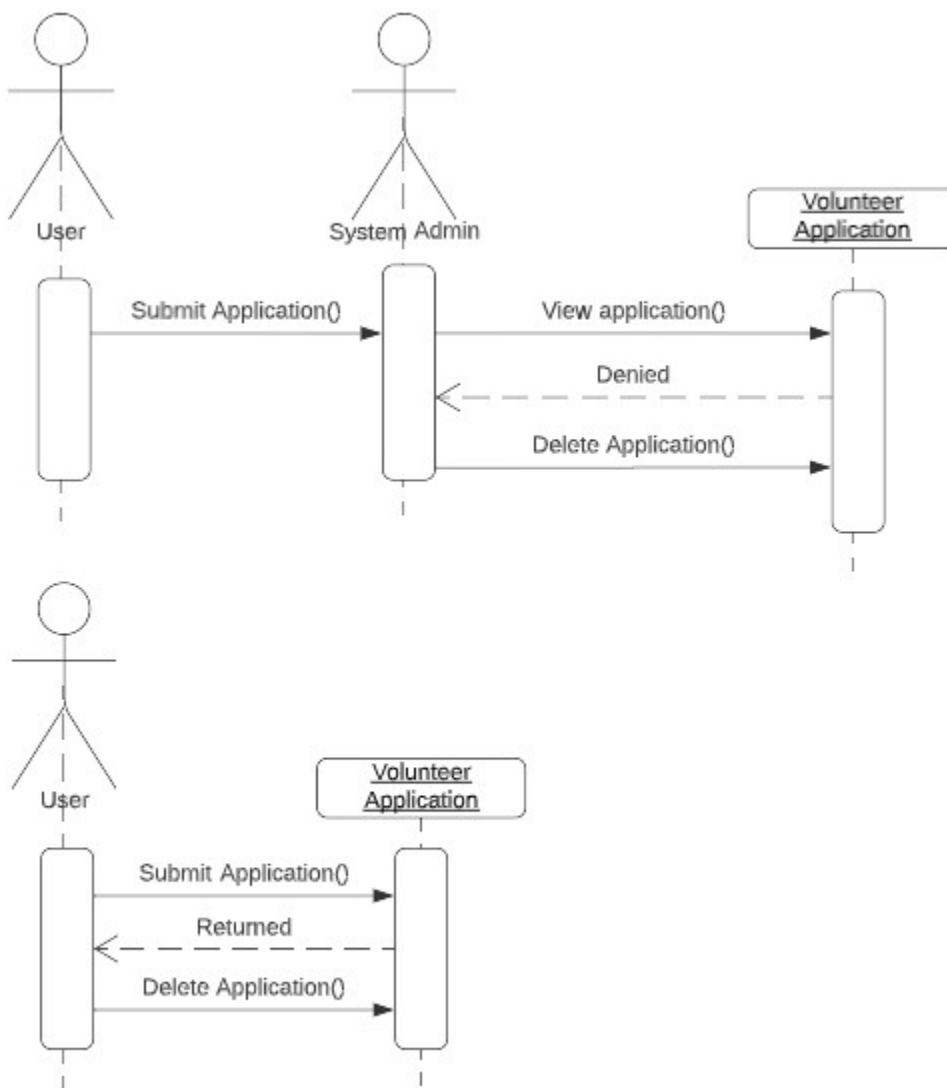 User
System Admin
Volunteer
Application
Submit Application()
View application()
Denied
Delete Application()
User
Volunteer
Application
Submit Application()
Returned
Delete Application()